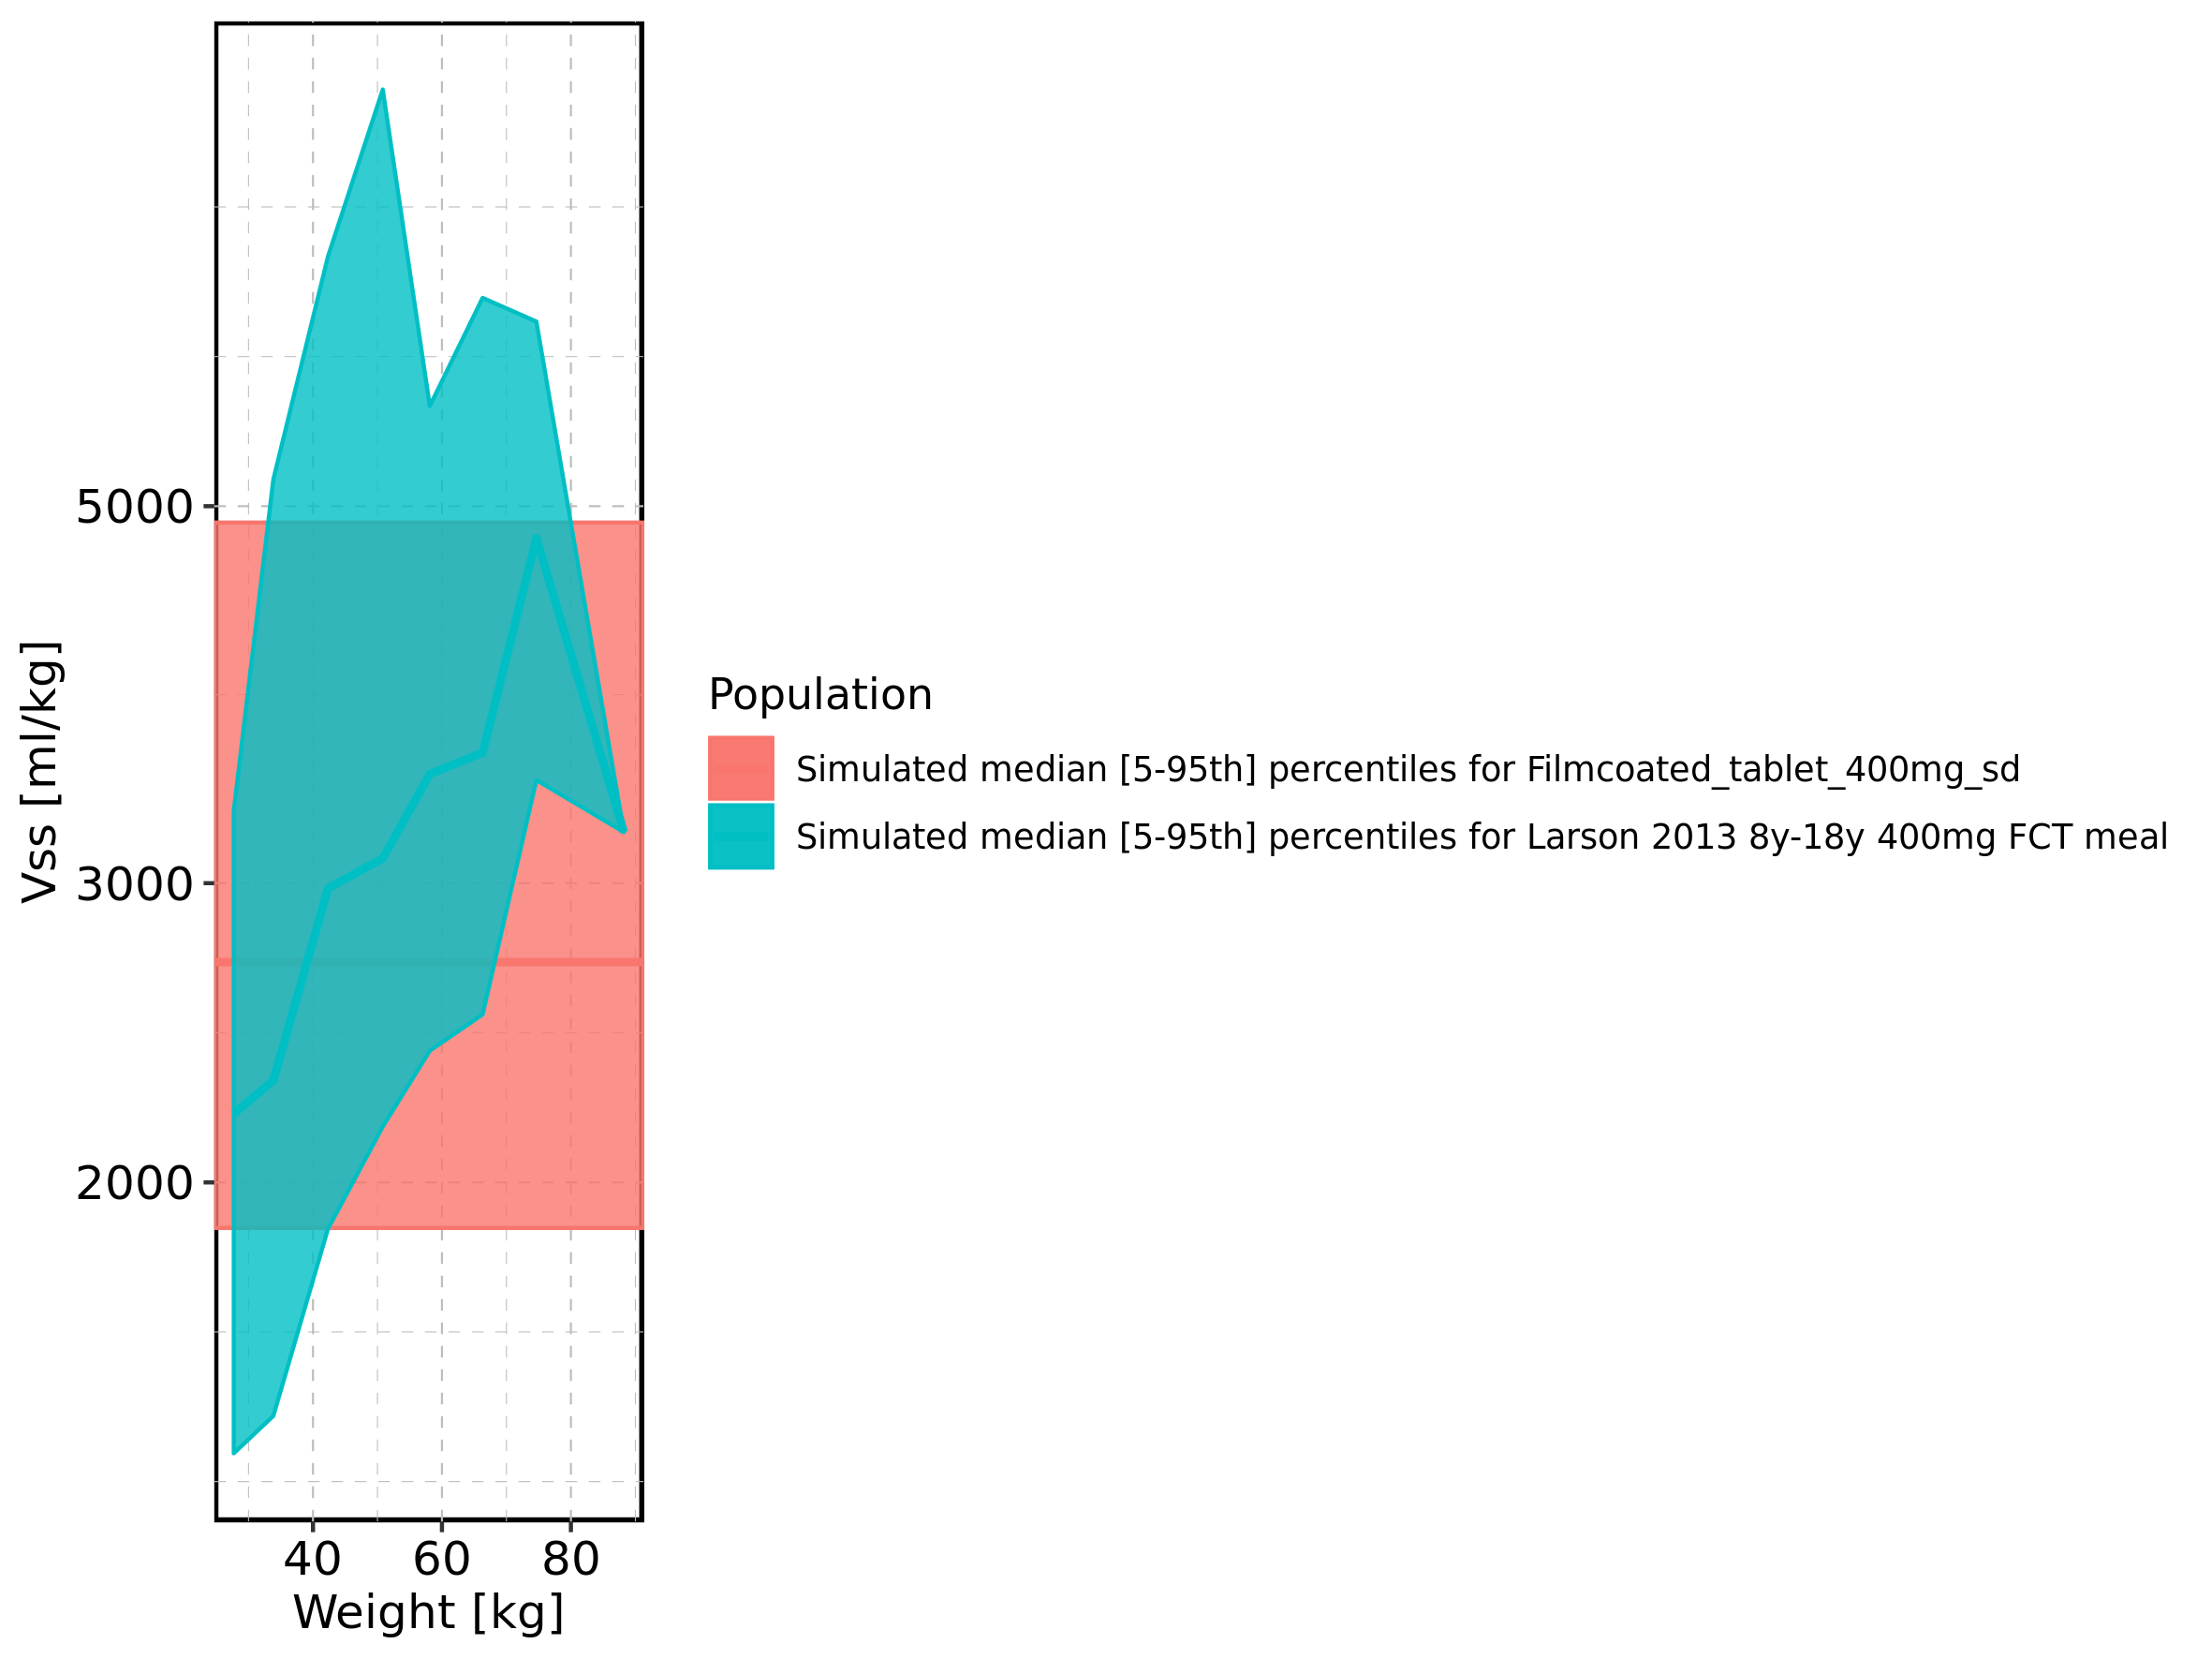 5000
3000
2000
Vss [ml/kg]
40 60 80
Weight [kg]
Population
Simulated median [5-95th] percentiles for Filmcoated_tablet_400mg_sd
Simulated median [5-95th] percentiles for Larson 2013 8y-18y 400mg FCT meal